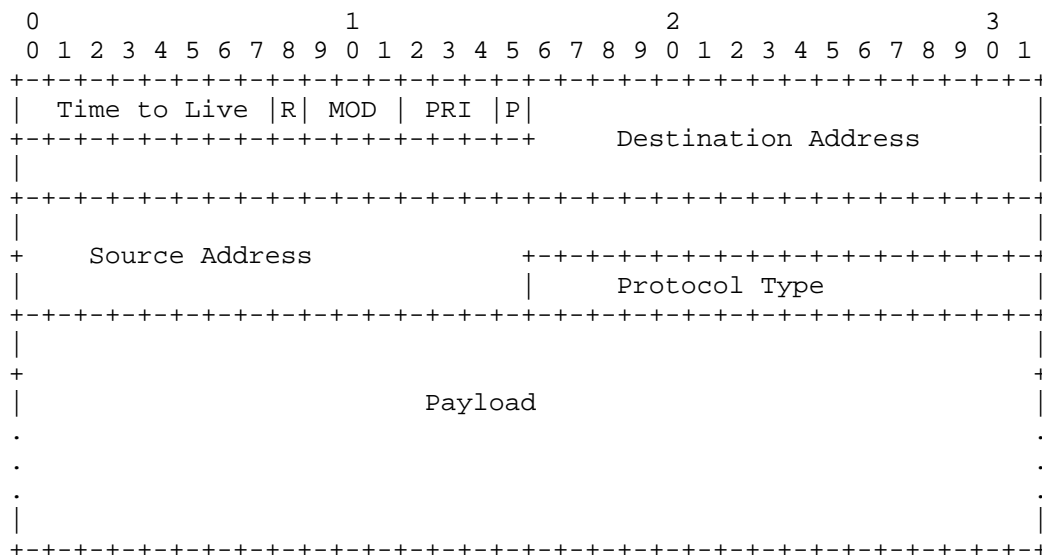 0                   1                   2                   3
0 1 2 3 4 5 6 7 8 9 0 1 2 3 4 5 6 7 8 9 0 1 2 3 4 5 6 7 8 9 0 1
+-+-+-+-+-+-+-+-+-+-+-+-+-+-+-+-+-+-+-+-+-+-+-+-+-+-+-+-+-+-+-+-+
|  Time to Live |R| MOD | PRI |P|                               |
+-+-+-+-+-+-+-+-+-+-+-+-+-+-+-+-+     Destination Address       |
|                                                               |
+-+-+-+-+-+-+-+-+-+-+-+-+-+-+-+-+-+-+-+-+-+-+-+-+-+-+-+-+-+-+-+-+
|                                                               |
+    Source Address             +-+-+-+-+-+-+-+-+-+-+-+-+-+-+-+-+
|                               |     Protocol Type             |
+-+-+-+-+-+-+-+-+-+-+-+-+-+-+-+-+-+-+-+-+-+-+-+-+-+-+-+-+-+-+-+-+
|                                                               |
+                                                               +
|                         Payload                               |
.                                                               .
.                                                               .
.                                                               .
|                                                               |
+-+-+-+-+-+-+-+-+-+-+-+-+-+-+-+-+-+-+-+-+-+-+-+-+-+-+-+-+-+-+-+-+